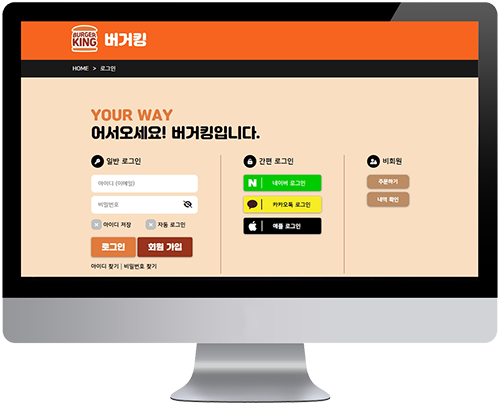 BURGER
KING
버거킹
HOME > 로그인
YOUR WAY
어서오세요! 버거킹입니다.
일반 로그인
아이디 (이메일)
비밀번호
아이디 저장
자동 로그인
로그인
회원 가입
아이디 찾기 | 비밀번호 찾기
간편 로그인
N
네이버 로그인
카카오톡 로그인
애플 로그인
비회원
주문하기
내역 확인